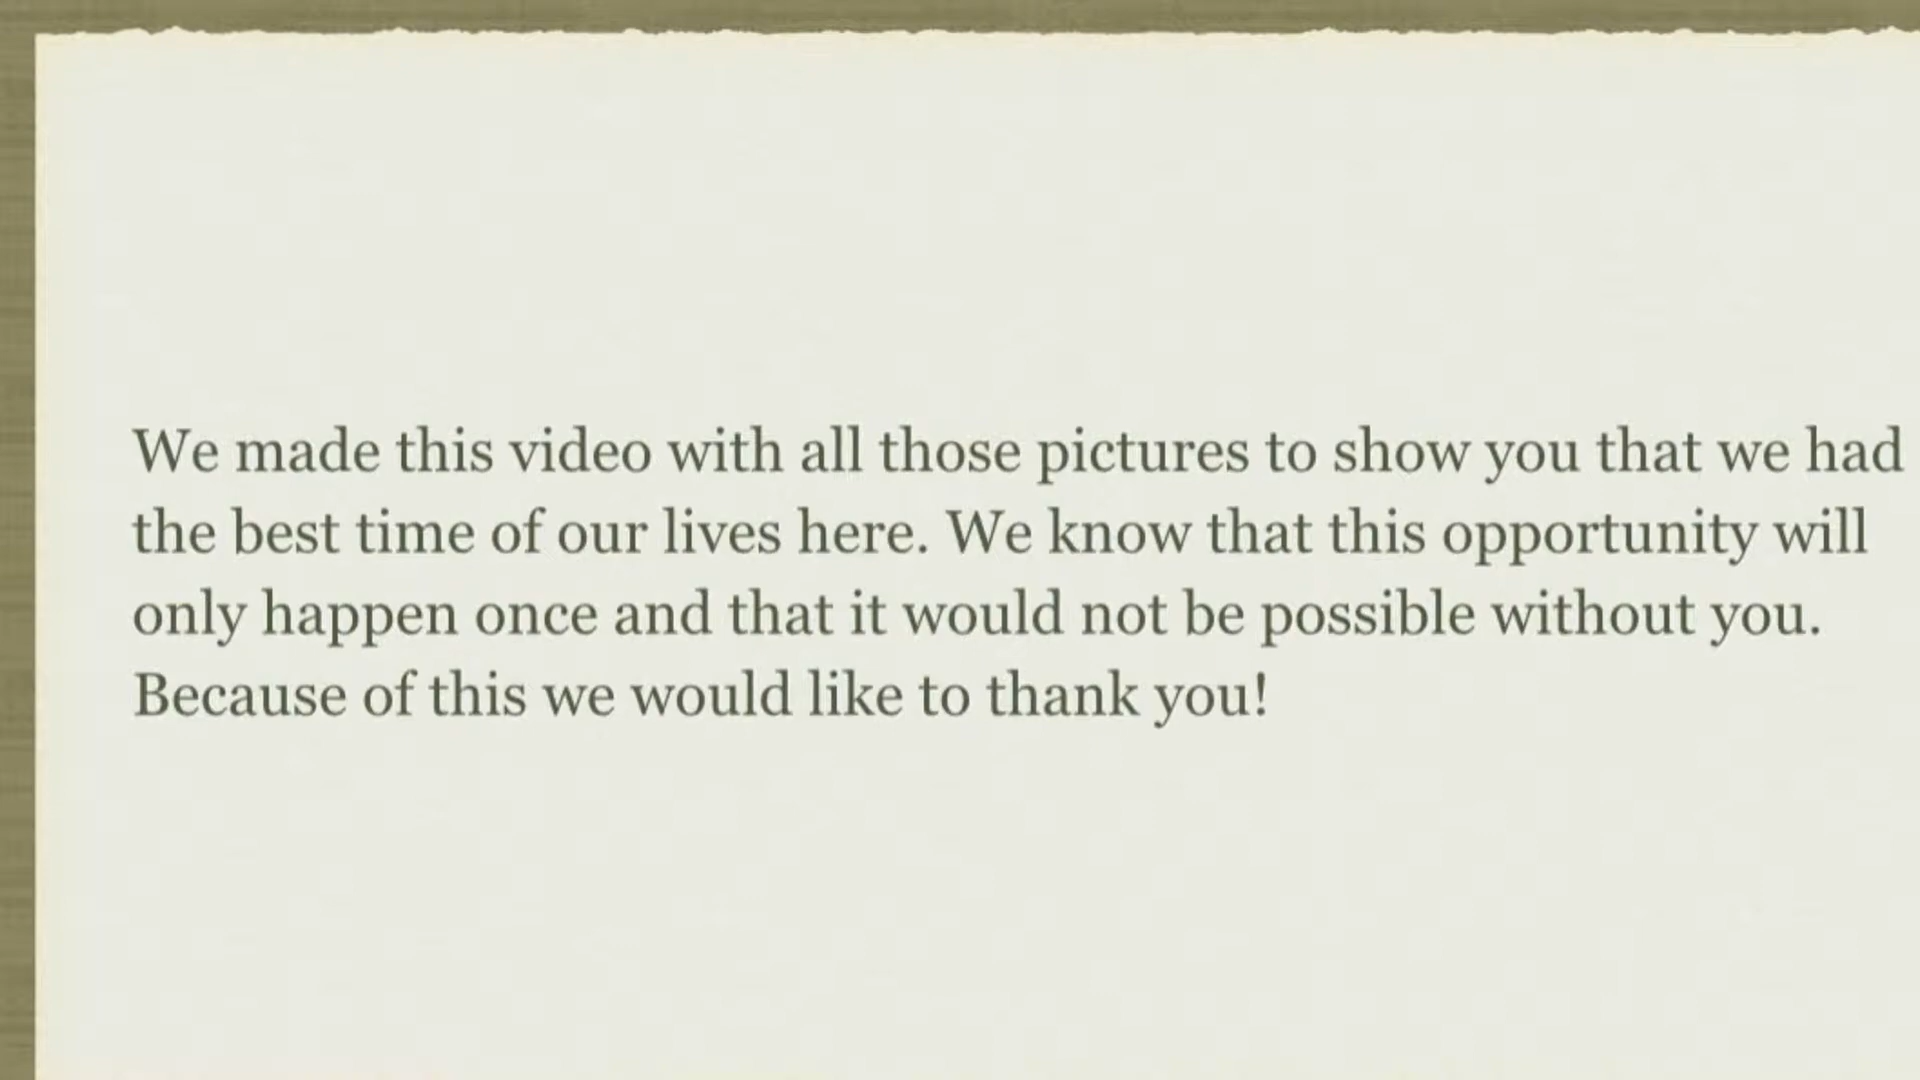 We made this video with all those pictures to show you that we had
the best time of our lives here. We know that this opportunity will
only happen once and that it would not be possible without you.
Because of this we would like to thank you!